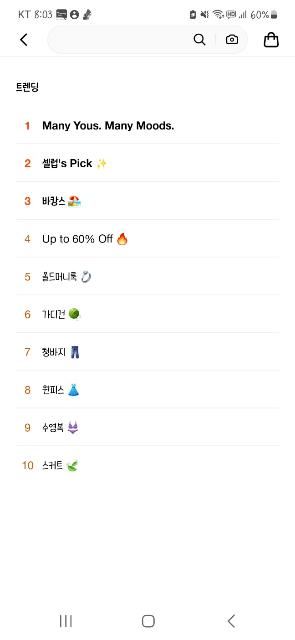 KT 8:03 60%
트렌딩
1 Many Yous. Many Moods.
2 셀럽's Pick ✨
3 바캉스 🏖️
4 Up to 60% Off 🔥
5 올드머니룩 💍
6 가디건 🧶
7 청바지 👖
8 원피스 👗
9 수영복 👙
10 스커트 🍃